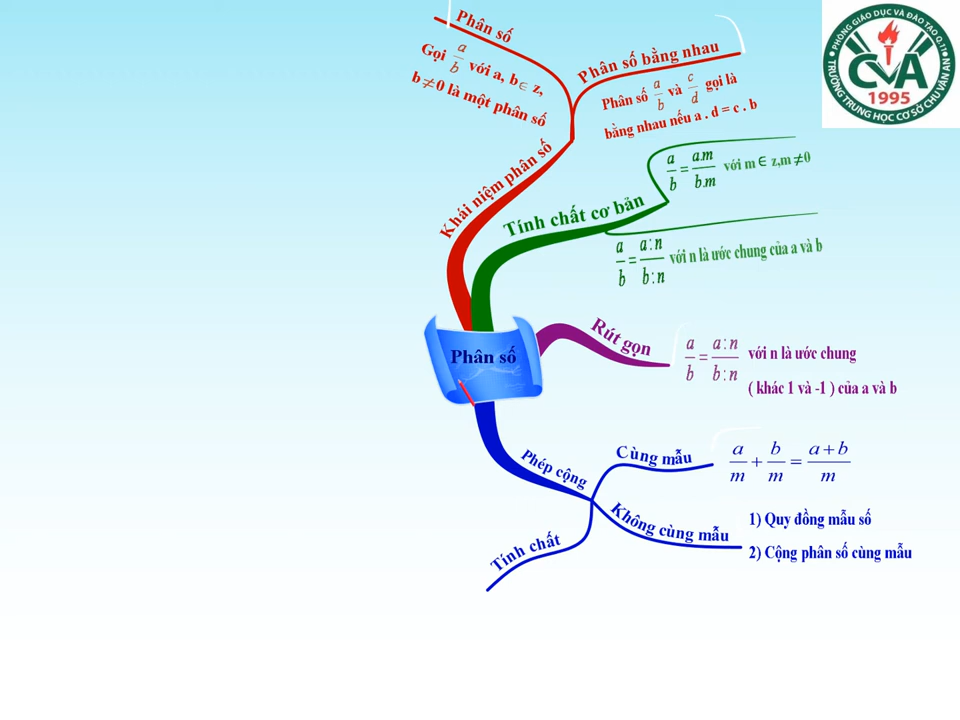 Phân số
Gọi a/b với a, b∈ z,
b≠0 là một phân số
Phân số bằng nhau
Phân số a/b và c/d gọi là
bằng nhau nếu a . d = c . b
Khái niệm phân số
Tính chất cơ bản
a/b = a.m/b.m với m ∈ z,m ≠0
a/b = a:n/b:n với n là ước chung của a và b
Phân số
Rút gọn
a/b = a:n/b:n với n là ước chung
( khác 1 và -1 ) của a và b
Phép cộng
Cùng mẫu
a/m + b/m = a+b/m
Không cùng mẫu
1) Quy đồng mẫu số
2) Cộng phân số cùng mẫu
Tính chất
PHÒNG GIÁO DỤC VÀ ĐÀO TẠO Q.11
CVA
1995
TRƯỜNG TRUNG HỌC CƠ SỞ CHU VĂN AN